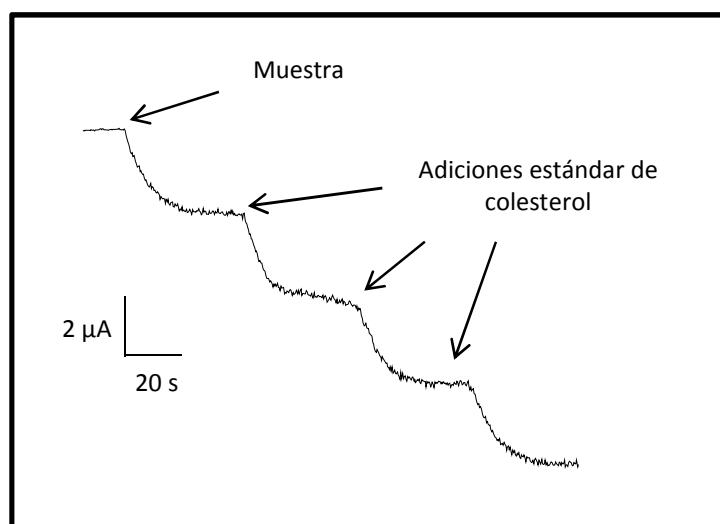 Muestra
Adiciones estándar de
colesterol
2 µA
20 s